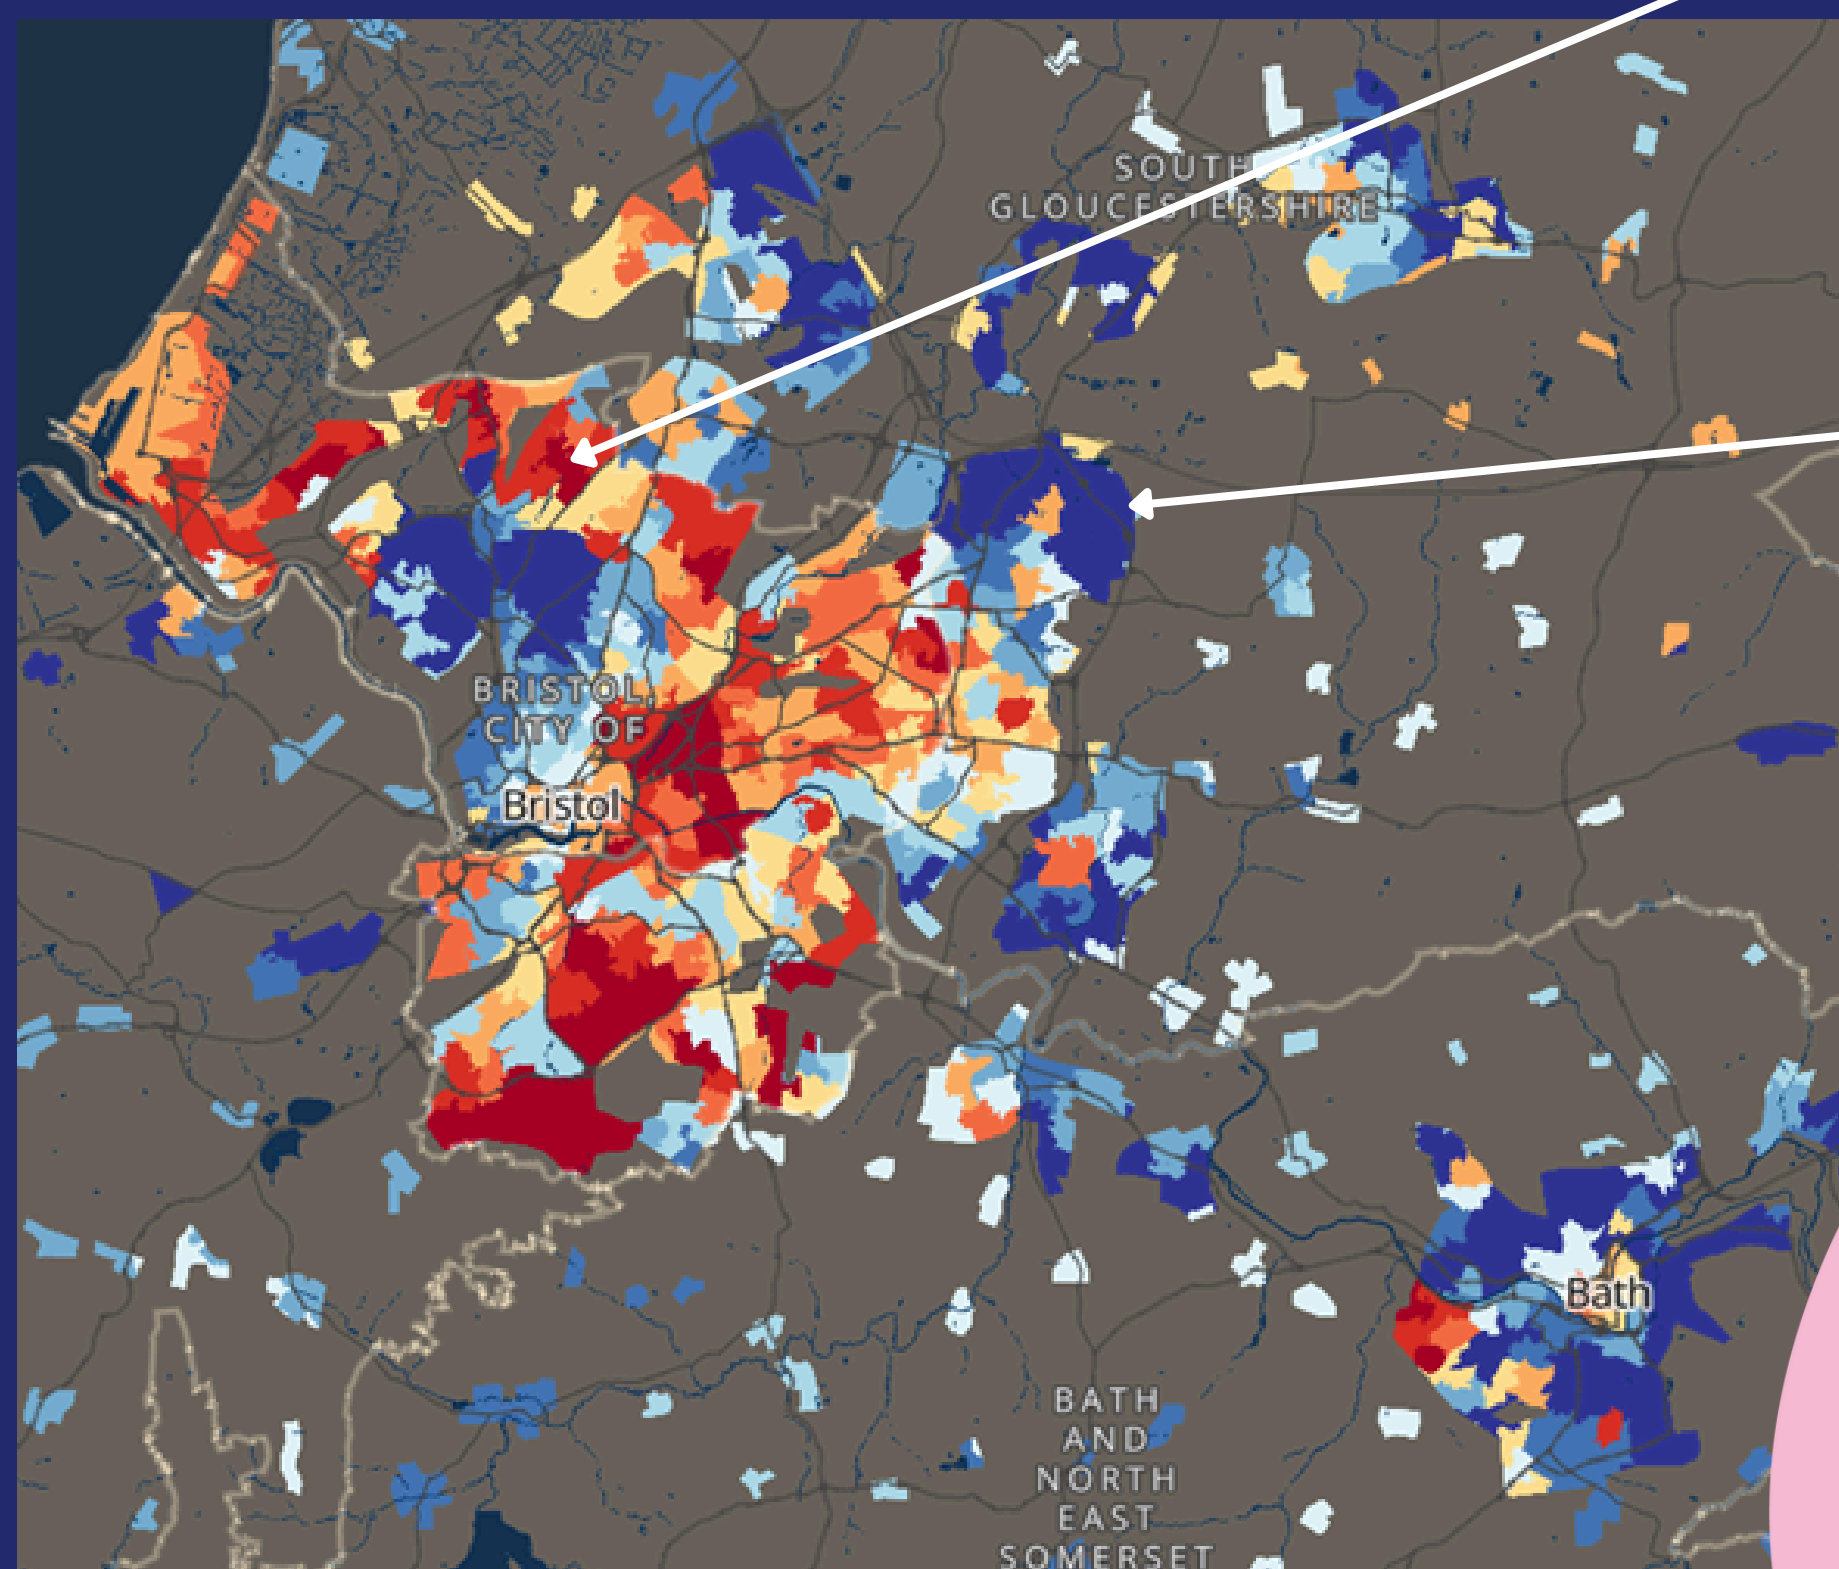 SOUTH
GLOUCESTERSHIRE
BRISTOL,
CITY OF
Bristol
Bath
BATH
AND
NORTH
EAST
SOMERSET